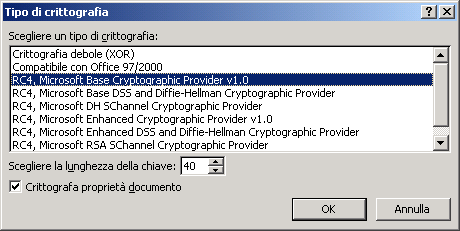 Tipo di crittografia
Scegliere un tipo di crittografia:
Crittografia debole (XOR)
Compatibile con Office 97/2000
RC4, Microsoft Base Cryptographic Provider v1.0
RC4, Microsoft Base DSS and Diffie-Hellman Cryptographic Provider
RC4, Microsoft DH SChannel Cryptographic Provider
RC4, Microsoft Enhanced Cryptographic Provider v1.0
RC4, Microsoft Enhanced DSS and Diffie-Hellman Cryptographic Provider
RC4, Microsoft RSA SChannel Cryptographic Provider
Scegliere la lunghezza della chiave: 40
Crittografa proprietà documento
OK Annulla